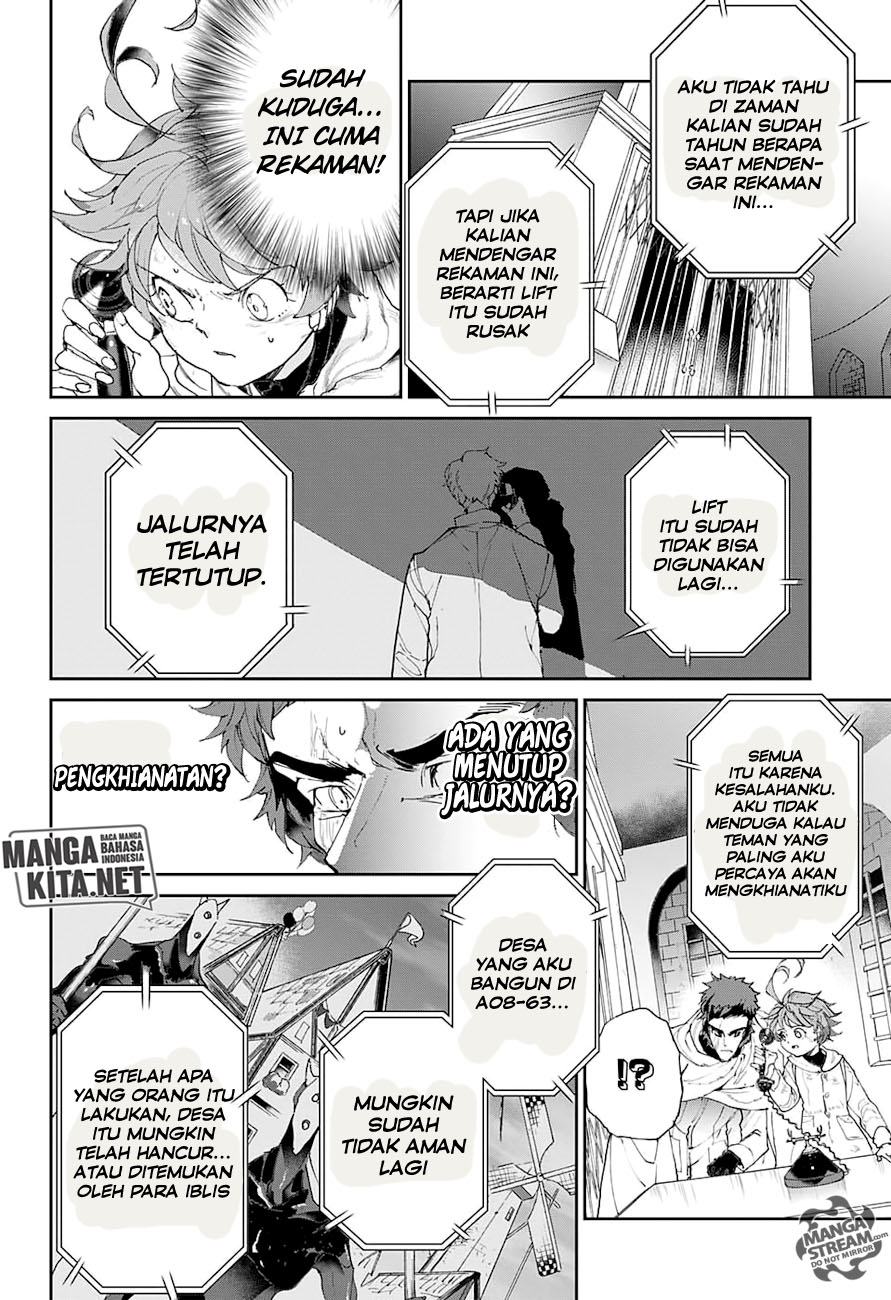 AKU TIDAK TAHU
DI ZAMAN
KALIAN SUDAH
TAHUN BERAPA
SAAT MENDEN-
GAR REKAMAN
INI...
TAPI JIKA
KALIAN
MENDENGAR
REKAMAN INI,
BERARTI LIFT
ITU SUDAH
RUSAK
SUDAH
KUDUGA...
INI CUMA
REKAMAN!
LIFT
ITU SUDAH
TIDAK BISA
DIGUNAKAN
LAGI...
JALURNYA
TELAH
TERTUTUP.
SEMUA
ITU KARENA
KESALAHANKU.
AKU TIDAK
MENDUGA KALAU
TEMAN YANG
PALING AKU
PERCAYA AKAN
MENGKHIANATIKU
!?
ADA YANG
MENUTUP
JALURNYA?
PENGKHIANATAN?
DESA
YANG AKU
BANGUN DI
A08-63...
MUNGKIN
SUDAH
TIDAK AMAN
LAGI
SETELAH APA
YANG ORANG ITU
LAKUKAN, DESA
ITU MUNGKIN
TELAH HANCUR...
ATAU DITEMUKAN
OLEH PARA IBLIS
MANGA
KITA.NET
BACA MANGA
BAHASA
INDONESIA
MANGA
STREAM.COM
DO NOT MIRROR